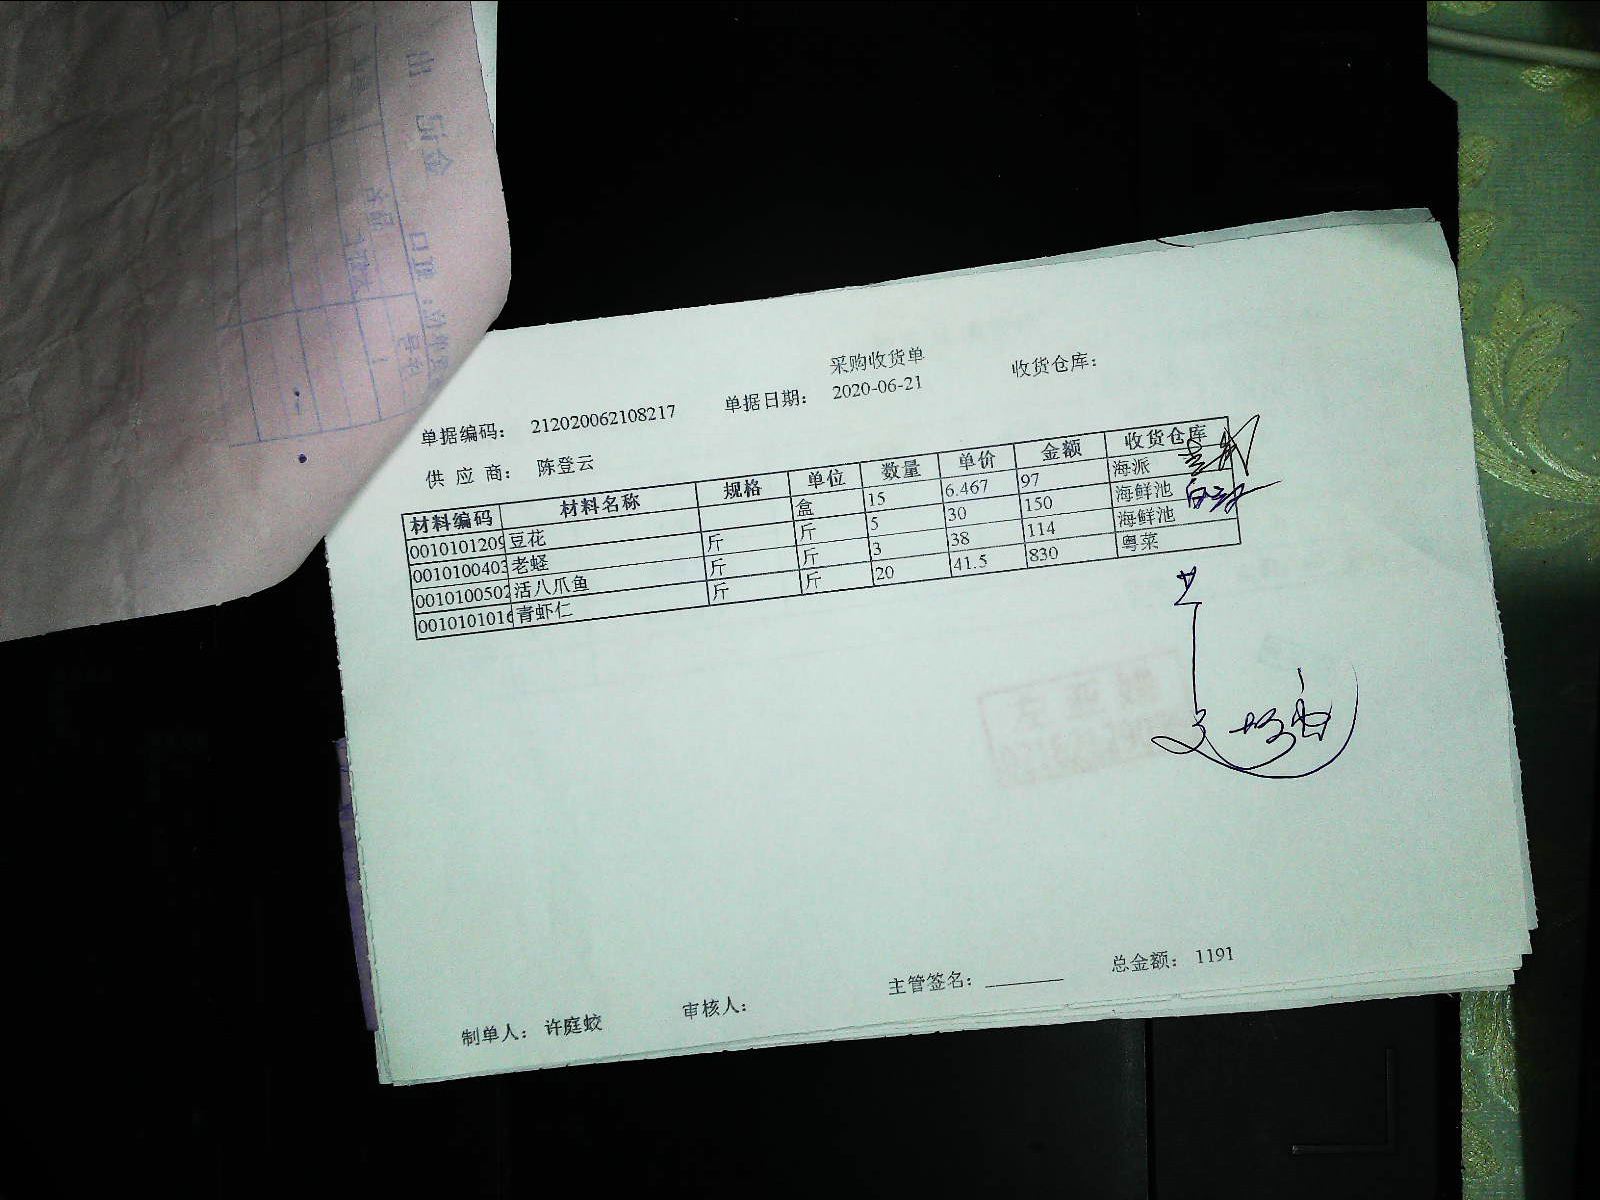 采购收货单
单据编码： 212020062108217 单据日期： 2020-06-21 收货仓库：
供 应 商： 陈登云
材料编码 材料名称 规格 单位 数量 单价 金额 收货仓库
0010101209 豆花 盒 15 6.467 97 海派
0010100403 老蛏 斤 斤 5 30 150 海鲜池
0010100502 活八爪鱼 斤 斤 3 38 114 海鲜池
0010101016 青虾仁 斤 斤 20 41.5 830 粤菜
制单人： 许庭蛟 审核人： 主管签名： 总金额： 1191